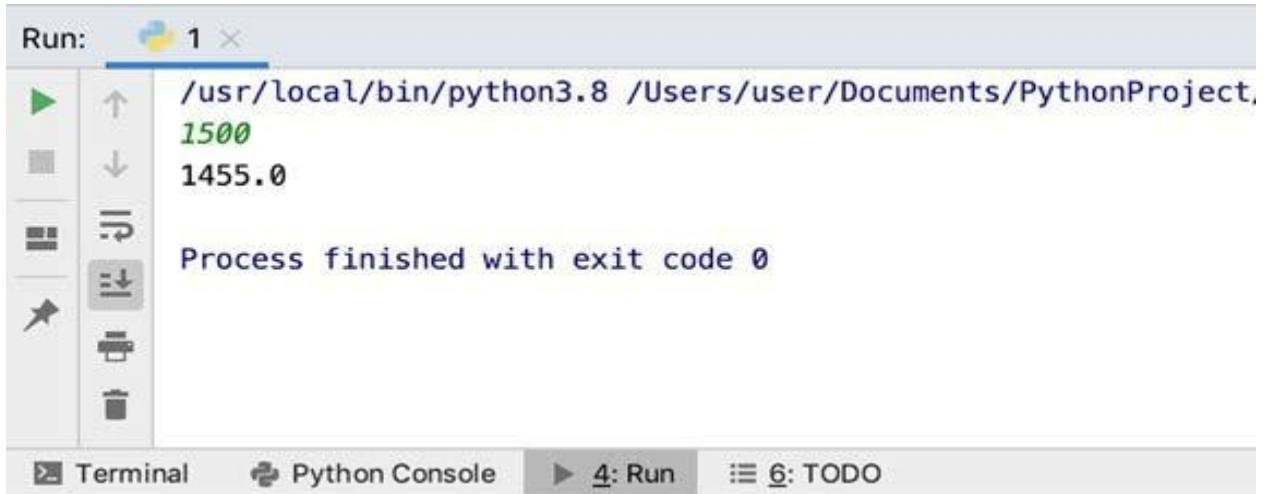 Run: 1
/usr/local/bin/python3.8 /Users/user/Documents/PythonProject/
1500
1455.0
Process finished with exit code 0
Terminal Python Console 4: Run 6: TODO